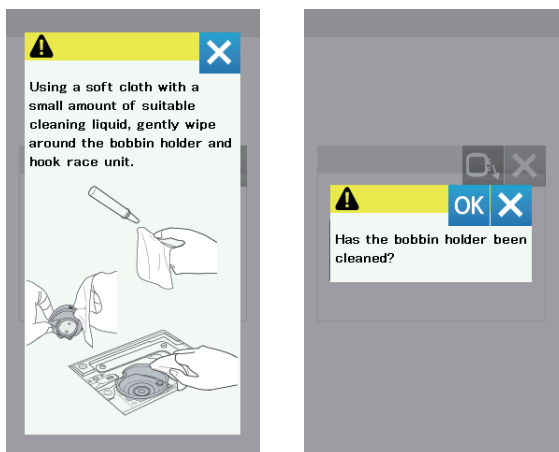 Using a soft cloth with a
small amount of suitable
cleaning liquid, gently wipe
around the bobbin holder and
hook race unit.
OK
Has the bobbin holder been
cleaned?